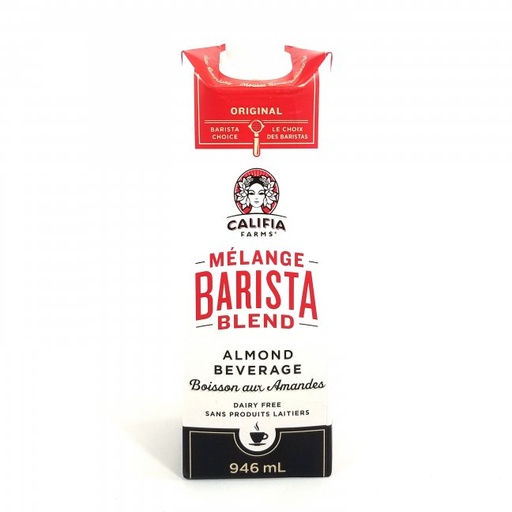 ORIGINAL
BARISTA LE CHOIX
CHOICE DES BARISTAS
CALIFIA
FARMS®
MÉLANGE
BARISTA
BLEND
ALMOND
BEVERAGE
Boisson aux Amandes
DAIRY FREE
SANS PRODUITS LAITIERS
946 mL